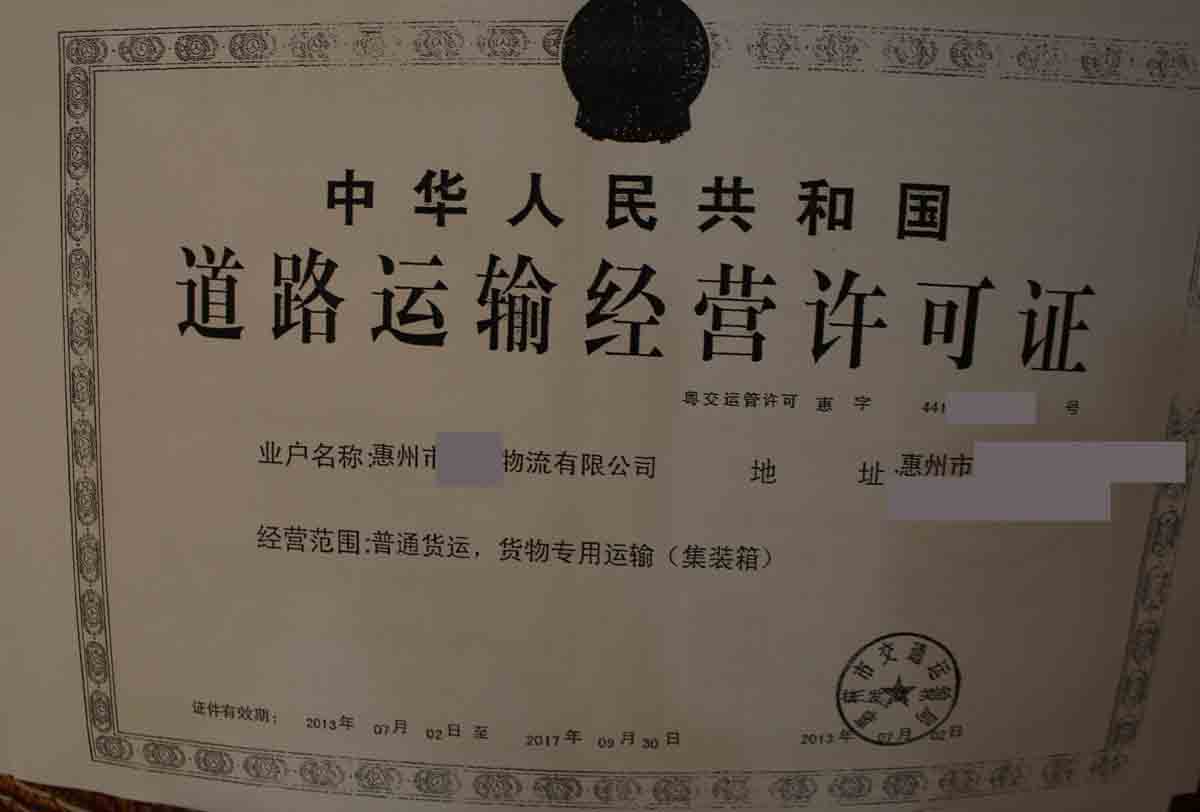 中华人民共和国
道路运输经营许可证
粤交运管许可 惠 字 441 号
业户名称:惠州市 物流有限公司 地 址:惠州市
经营范围:普通货运，货物专用运输（集装箱）
市交通运
证件有效期： 2013年 07月 02日 至 2017年 09月 30日
2013年 07月 02日